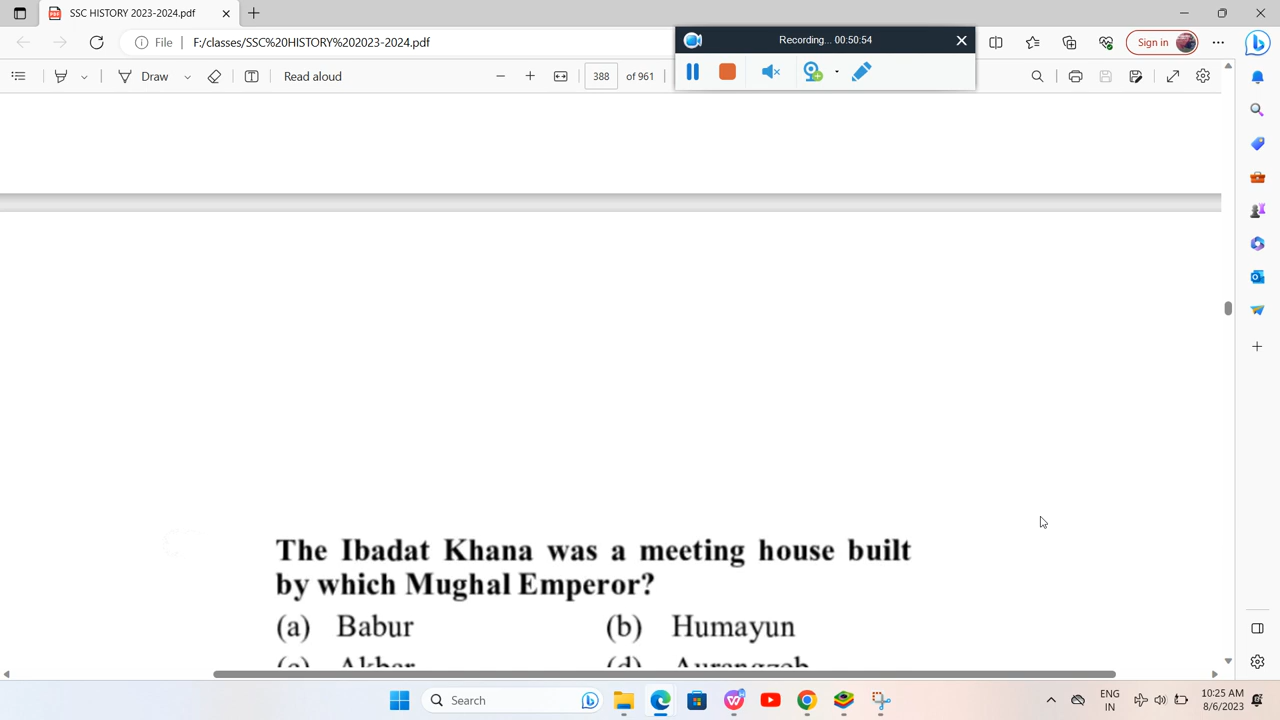 SSC HISTORY 2023-2024.pdf
File F:/classes/SSC%20HISTORY%202023-2024.pdf
Recording... 00:50:54
Sign in
Draw
Read aloud
388 of 961
The Ibadat Khana was a meeting house built
by which Mughal Emperor?
(a) Babur (b) Humayun
(c) Akbar (d) Aurangzeb
Search
ENG
IN
10:25 AM
8/6/2023